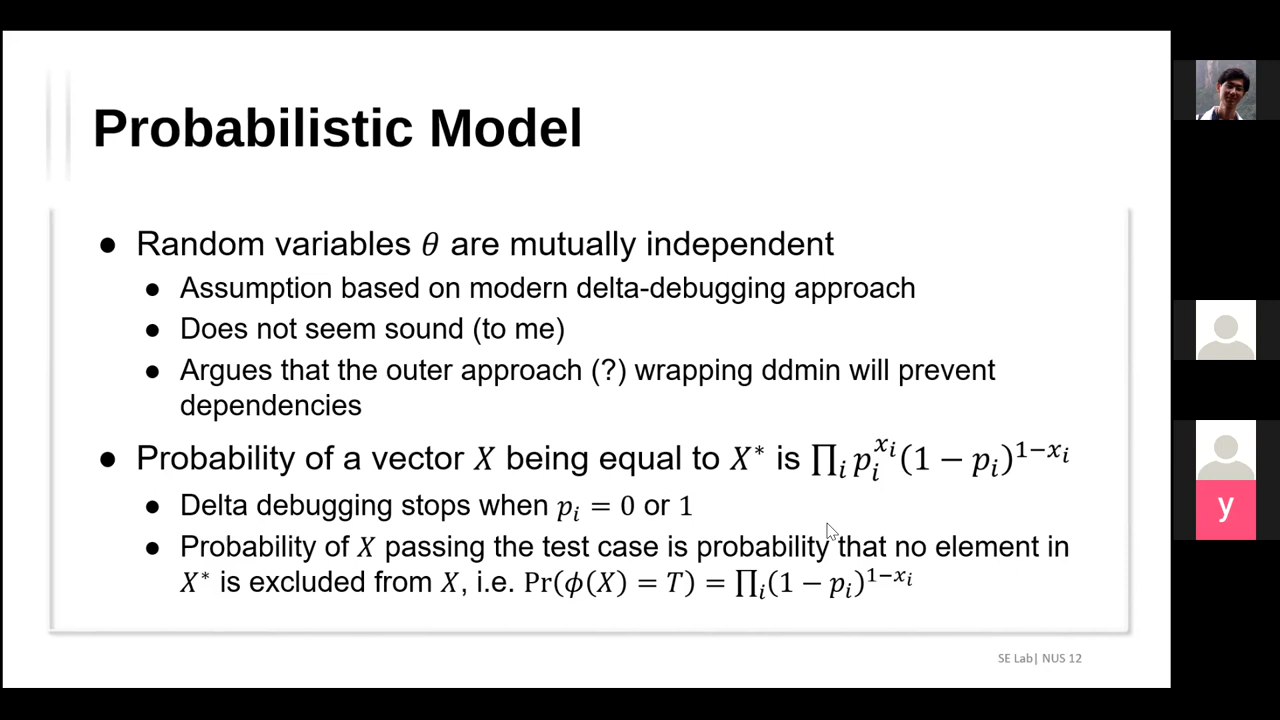 Probabilistic Model
● Random variables 𝜃 are mutually independent
● Assumption based on modern delta-debugging approach
● Does not seem sound (to me)
● Argues that the outer approach (?) wrapping ddmin will prevent
dependencies
● Probability of a vector 𝑋 being equal to 𝑋* is ∏ᵢ 𝑝ᵢ^{𝑥ᵢ}(1 − 𝑝ᵢ)^{1−𝑥ᵢ}
● Delta debugging stops when 𝑝ᵢ = 0 or 1
● Probability of 𝑋 passing the test case is probability that no element in
𝑋* is excluded from 𝑋, i.e. Pr(𝜙(𝑋) = 𝑇) = ∏ᵢ(1 − 𝑝ᵢ)^{1−𝑥ᵢ}
SE Lab| NUS 12
y